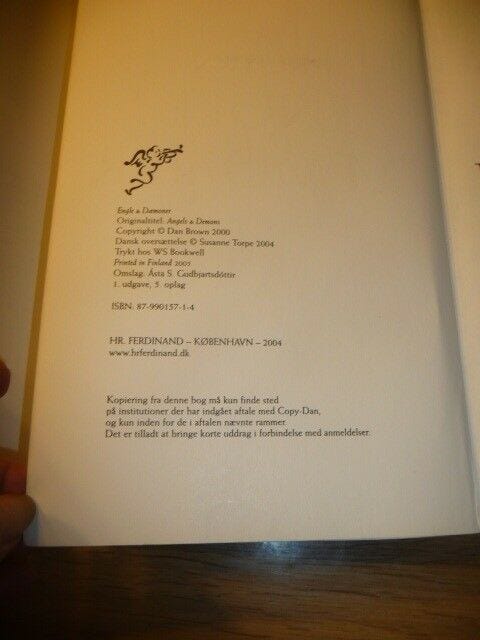 Engle & Dæmoner
Originaltitel: Angels & Demons
Copyright © Dan Brown 2000
Dansk oversættelse © Susanne Torpe 2004
Trykt hos WS Bookwell
Printed in Finland 2005
Omslag: Ásta S. Gudbjartsdóttir
1. udgave, 5. oplag
ISBN: 87-990157-1-4
HR. FERDINAND – KØBENHAVN – 2004
www.hrferdinand.dk
Kopiering fra denne bog må kun finde sted
på institutioner der har indgået aftale med Copy-Dan,
og kun inden for de i aftalen nævnte rammer.
Det er tilladt at bringe korte uddrag i forbindelse med anmeldelser.